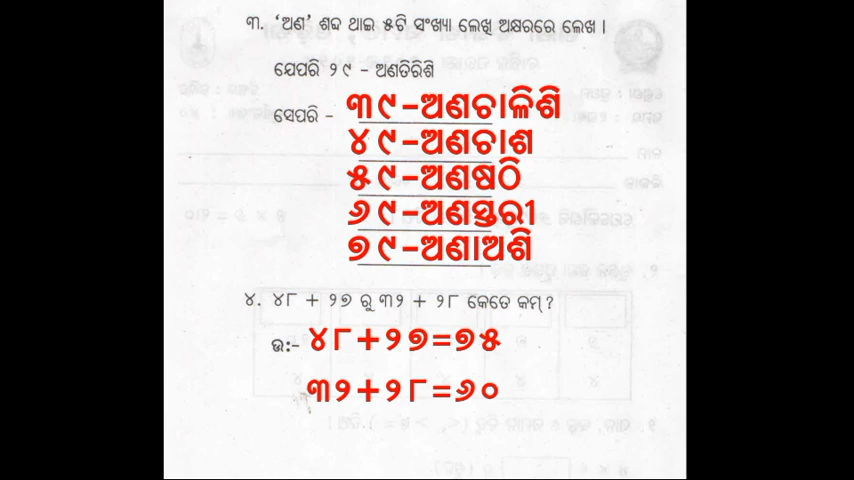 ୩. ‘ଅଣ’ ଶବ୍ଦ ଥାଇ ୫ଟି ସଂଖ୍ୟା ଲେଖି ଅକ୍ଷରରେ ଲେଖ ।
ଯେପରି ୨୯ - ଅଣତିରିଶି
ସେପରି - ୩୯-ଅଣଚାଳିଶି
୪୯-ଅଣଚାଶ
୫୯-ଅଣଷଠି
୬୯-ଅଣସ୍ତରୀ
୭୯-ଅଣାଅଶି
୪. ୪୮ + ୨୭ ରୁ ୩୨ + ୨୮ କେତେ କମ୍ ?
ଉ:- ୪୮+୨୭=୭୫
୩୨+୨୮=୬୦